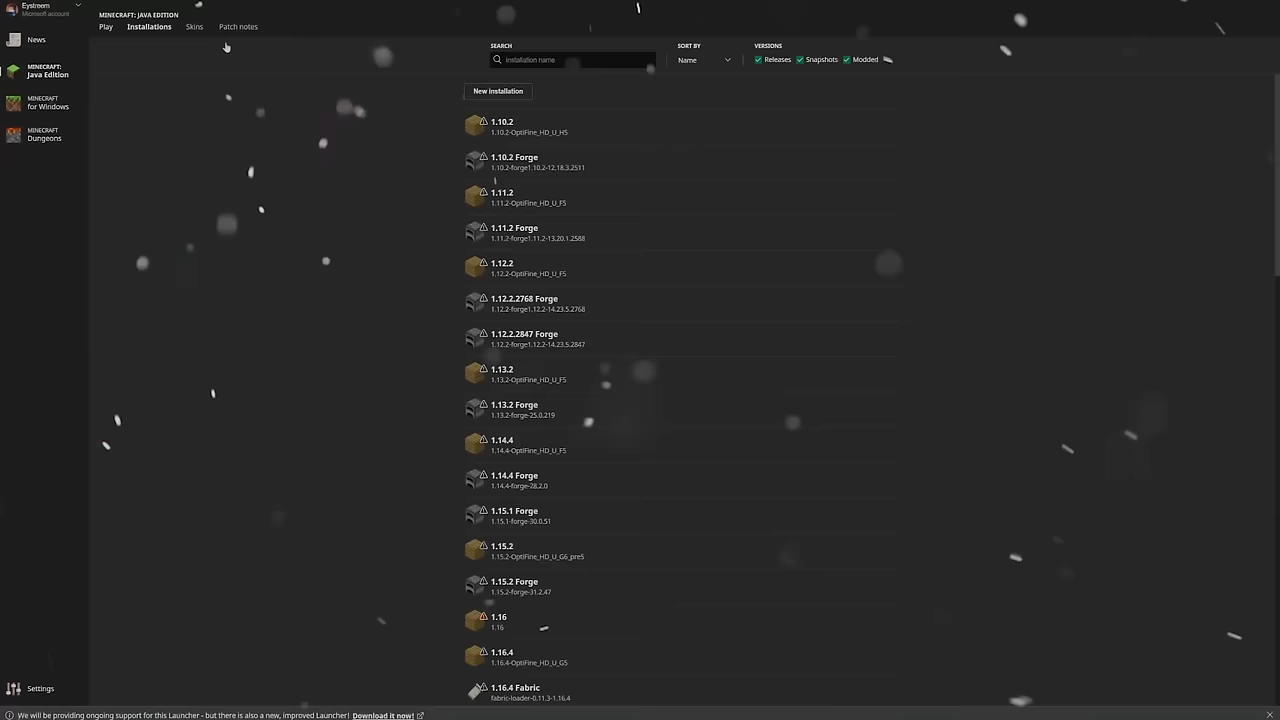 Eystreem
Microsoft account
News
MINECRAFT:
Java Edition
MINECRAFT
for Windows
MINECRAFT
Dungeons
Settings
MINECRAFT: JAVA EDITION
Play Installations Skins Patch notes
SEARCH SORT BY VERSIONS
installation name Name Releases Snapshots Modded
New installation
1.10.2
1.10.2-OptiFine_HD_U_H5
1.10.2 Forge
1.10.2-forge1.10.2-12.18.3.2511
1.11.2
1.11.2-OptiFine_HD_U_F5
1.11.2 Forge
1.11.2-forge1.11.2-13.20.1.2588
1.12.2
1.12.2-OptiFine_HD_U_F5
1.12.2.2768 Forge
1.12.2-forge1.12.2-14.23.5.2768
1.12.2.2847 Forge
1.12.2-forge1.12.2-14.23.5.2847
1.13.2
1.13.2-OptiFine_HD_U_F5
1.13.2 Forge
1.13.2-forge-25.0.219
1.14.4
1.14.4-OptiFine_HD_U_F5
1.14.4 Forge
1.14.4-forge-28.2.0
1.15.1 Forge
1.15.1-forge-30.0.51
1.15.2
1.15.2-OptiFine_HD_U_G6_pre5
1.15.2 Forge
1.15.2-forge-31.2.47
1.16
1.16
1.16.4
1.16.4-OptiFine_HD_U_G5
1.16.4 Fabric
fabric-loader-0.11.3-1.16.4
We will be providing ongoing support for this Launcher - but there is also a new, improved Launcher! Download it now!